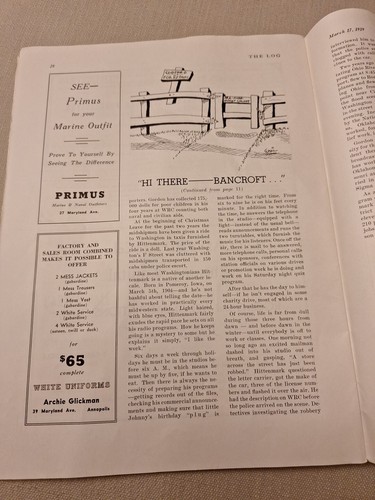 28
THE LOG
SEE—
Primus
for your
Marine Outfit
Prove To Yourself By
Seeing The Difference
PRIMUS
27 Maryland Ave.
FACTORY AND
SALES ROOM COMBINED
MAKES IT POSSIBLE TO
OFFER
2 MESS JACKETS
(gaberdine)
1 Mess Trousers
(gaberdine)
1 Mess Vest
(gaberdine)
2 White Service
(gaberdine)
4 White Service
for
$65
complete
WHITE UNIFORMS
Archie Glickman
39 Maryland Ave. Annapolis
"HI THERE——BANCROFT . . ."
(Continued from page 11)
porters. Gordon has collected 175,-
000 dolls for poor children in his
four years at WRC counting both
navy and civilian aide.
At the beginning of Christmas
Leave for the past two years the
midshipmen have been given a ride
in Washington in taxis furnished
by Hittenmark. The price of the
ride is a doll. Last year Washing-
ton's F Street was cluttered with
midshipmen transported in 150
cabs under police escort.
Like most Washingtonians Hit-
tenmark is a native of another lo-
cale. Born in Pomeroy, Iowa, on
March 5th, 1904— and he's not
bashful about telling the date—he
has worked in practically every
midwestern state. Light haired,
with blue eyes, Hittenmark fairly
exudes the rapid pace he sets on all
his radio programs. How he keeps
going is a mystery to some but he
explains it simply, "I like the
work."
Six days a week through holi-
days he must be in the studios be-
fore six A. M., which means he
must be up by five, if he wants to
eat. Then there is always the ne-
cessity of preparing his programs
—getting records out of the files,
checking his commercial announce-
ments and making sure that little
Johnny's birthday "plug" is
marked for the right time. From
six to nine he is on his feet every
minute. In addition to watching
the time, he answers the telephone
in the studio—equipped with a
light—instead of the usual bell—
reads announcements and runs the
two turntables, which furnish the
music for his listeners. Once off the
air, there is mail to be answered,
more telephone calls, personal calls
on his sponsors, conferences with
station officials on various drives
or promotion work he is doing and
work on his Saturday night quiz
program.
After that he has the day to him
self—if he isn't engaged in some
charity drive, most of which are a
24-hour business.
Of course, life is far from dull
during those three hours from
dawn — and before dawn in the
winter—until everybody is off to
work or classes. One morning not
so long ago an excited mailman
dashed into his studio out of
breath, and gasping, "A store
across the street has just been
robbed." Hittenmark questioned
the letter carrier, got the make of
the car, three of the license num-
bers and flashed it over the air. He
had the description on WRC before
the police arrived on the scene. De-
tectives investigating the robbery
March 17, 1939